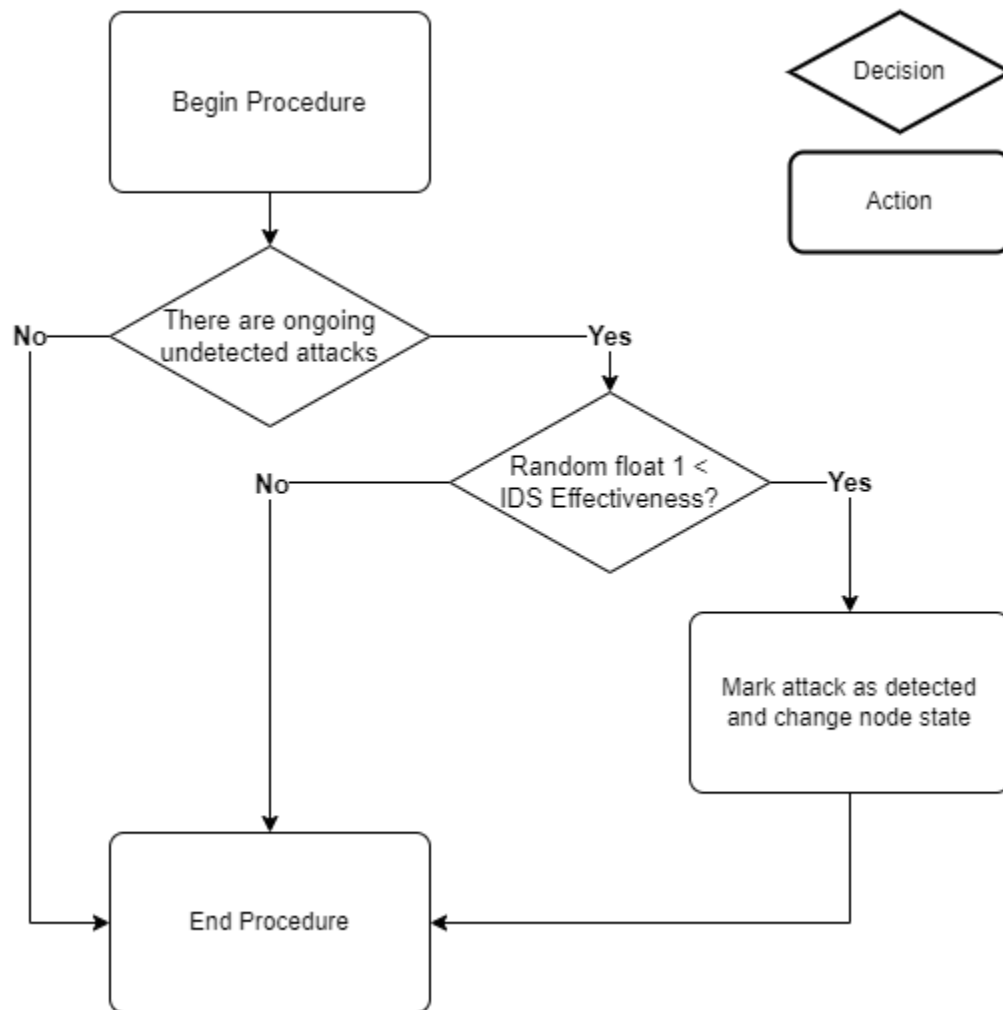 Begin Procedure
Decision
Action
There are ongoing
undetected attacks
No
Yes
Random float 1 <
IDS Effectiveness?
No
Yes
Mark attack as detected
and change node state
End Procedure